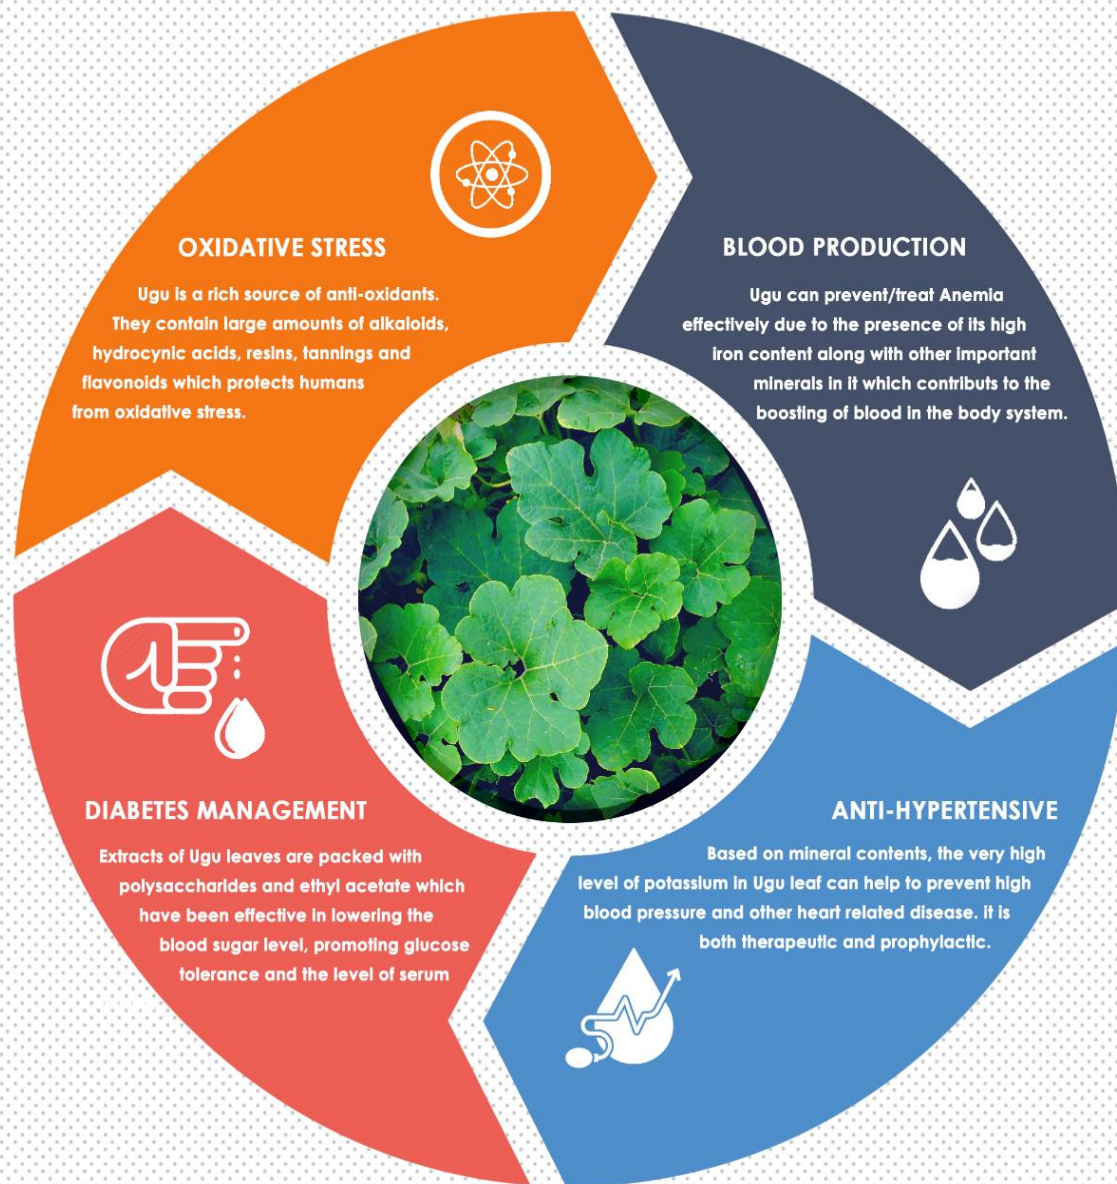 OXIDATIVE STRESS
Ugu is a rich source of anti-oxidants.
They contain large amounts of alkaloids,
hydrocynic acids, resins, tannings and
flavonoids which protects humans
from oxidative stress.
BLOOD PRODUCTION
Ugu can prevent/treat Anemia
effectively due to the presence of its high
iron content along with other important
minerals in it which contributs to the
boosting of blood in the body system.
DIABETES MANAGEMENT
Extracts of Ugu leaves are packed with
polysaccharides and ethyl acetate which
have been effective in lowering the
blood sugar level, promoting glucose
tolerance and the level of serum
ANTI-HYPERTENSIVE
Based on mineral contents, the very high
level of potassium in Ugu leaf can help to prevent high
blood pressure and other heart related disease. it is
both therapeutic and prophylactic.